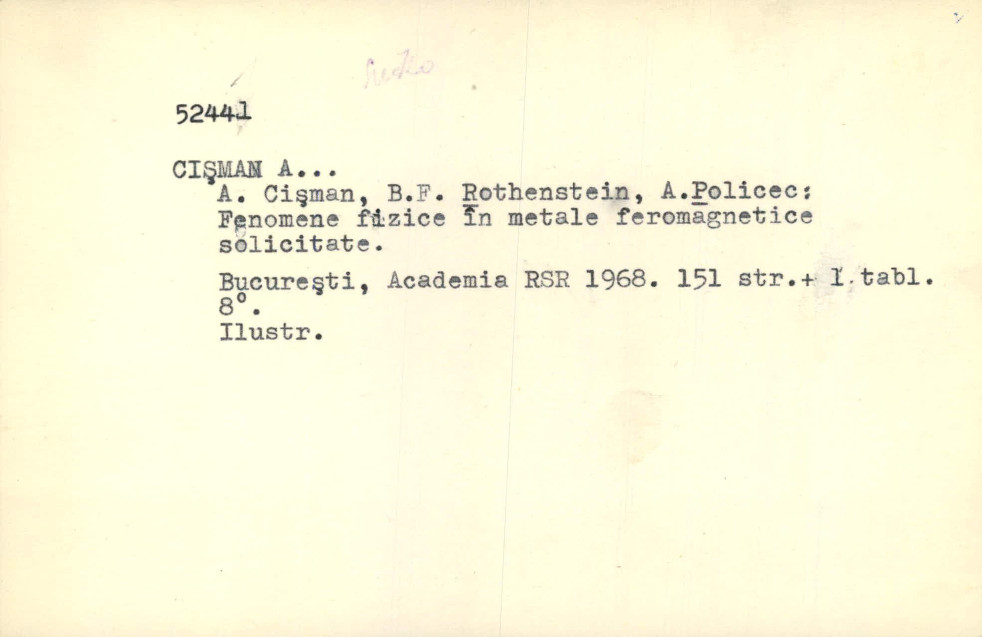 52441
CIŞMAN A...
A. Cişman, B.F. Rothenstein, A.Policec:
Fenomene fizice în metale feromagnetice
solicitate.
Bucureşti, Academia RSR 1968. 151 str.+ 1.tabl.
8°.
Ilustr.